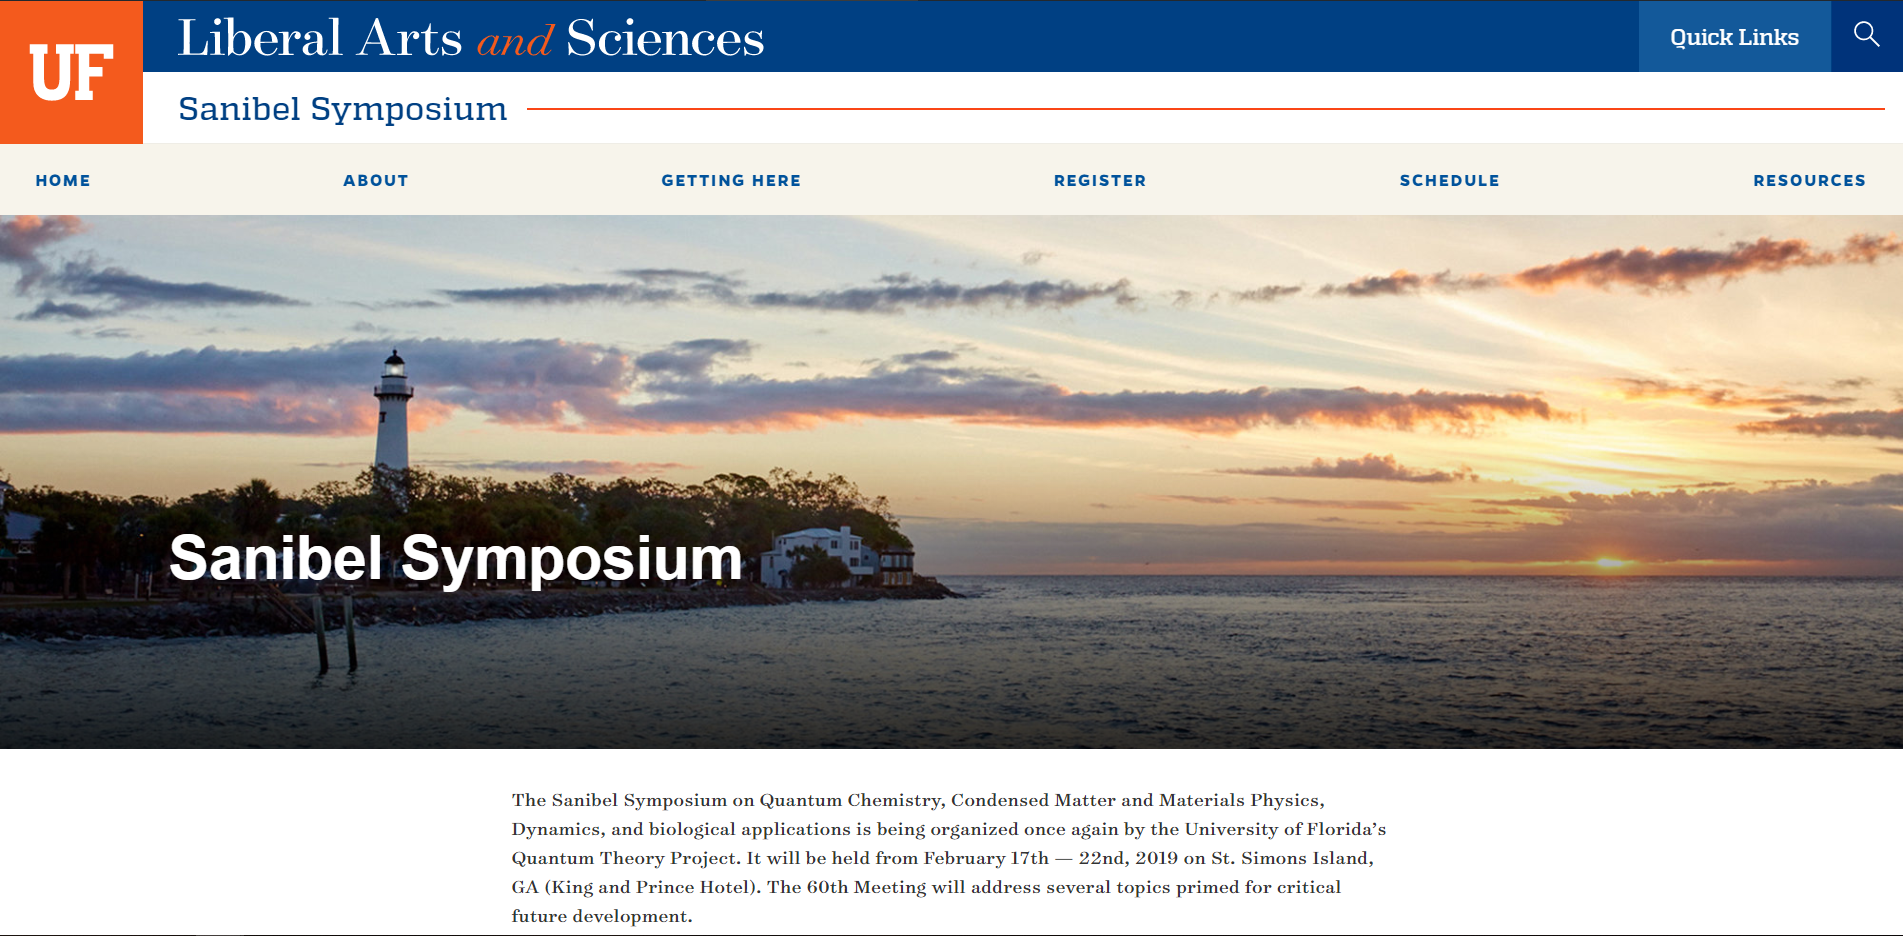 UF
Liberal Arts and Sciences
Quick Links
Sanibel Symposium
HOME
ABOUT
GETTING HERE
REGISTER
SCHEDULE
RESOURCES
Sanibel Symposium
The Sanibel Symposium on Quantum Chemistry, Condensed Matter and Materials Physics,
Dynamics, and biological applications is being organized once again by the University of Florida’s
Quantum Theory Project. It will be held from February 17th — 22nd, 2019 on St. Simons Island,
GA (King and Prince Hotel). The 60th Meeting will address several topics primed for critical
future development.